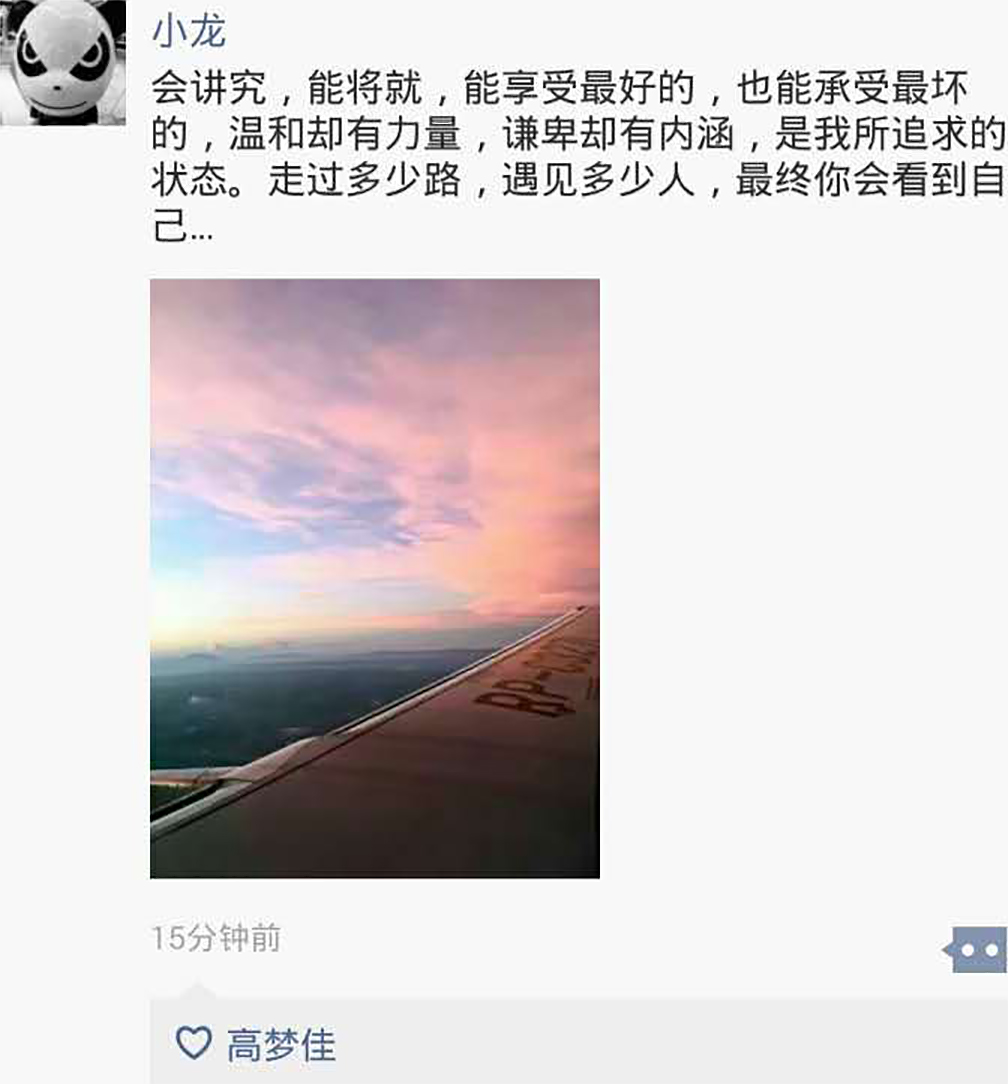 小龙
会讲究，能将就，能享受最好的，也能承受最坏
的，温和却有力量，谦卑却有内涵，是我所追求的
状态。走过多少路，遇见多少人，最终你会看到自
己...
RP-C
15分钟前
高梦佳